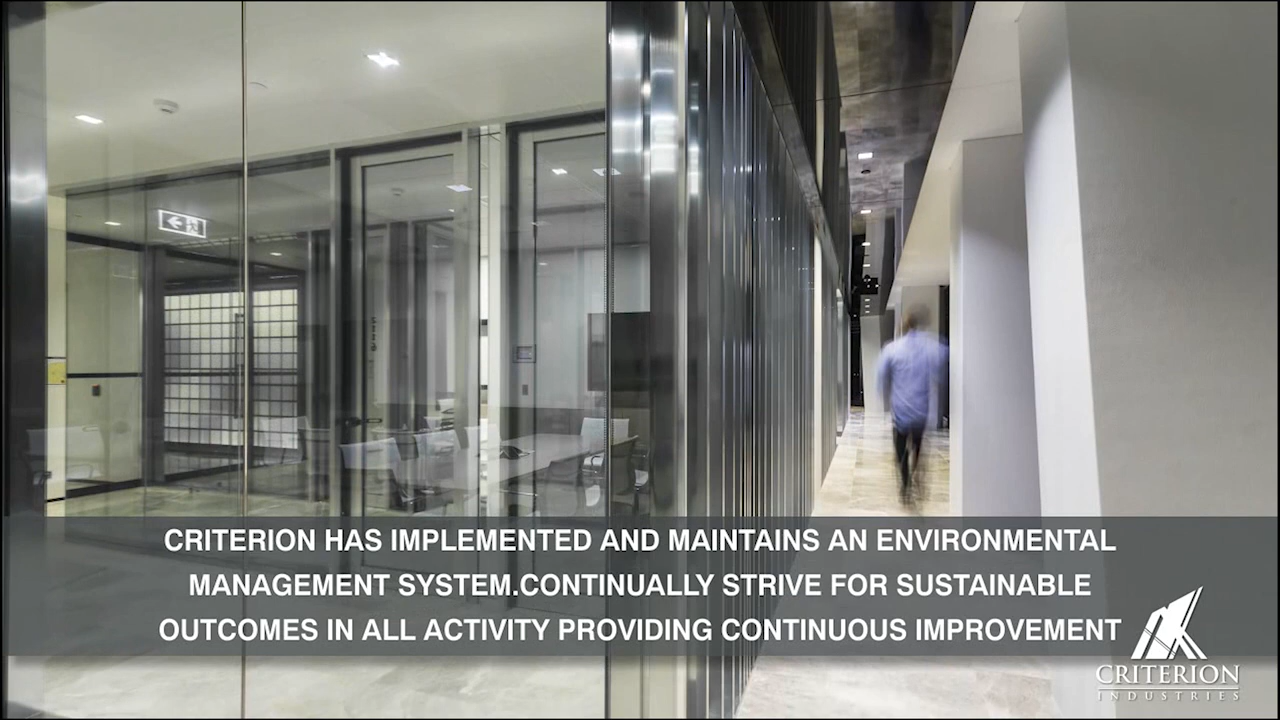 CRITERION HAS IMPLEMENTED AND MAINTAINS AN ENVIRONMENTAL
MANAGEMENT SYSTEM.CONTINUALLY STRIVE FOR SUSTAINABLE
OUTCOMES IN ALL ACTIVITY PROVIDING CONTINUOUS IMPROVEMENT
CRITERION
INDUSTRIES